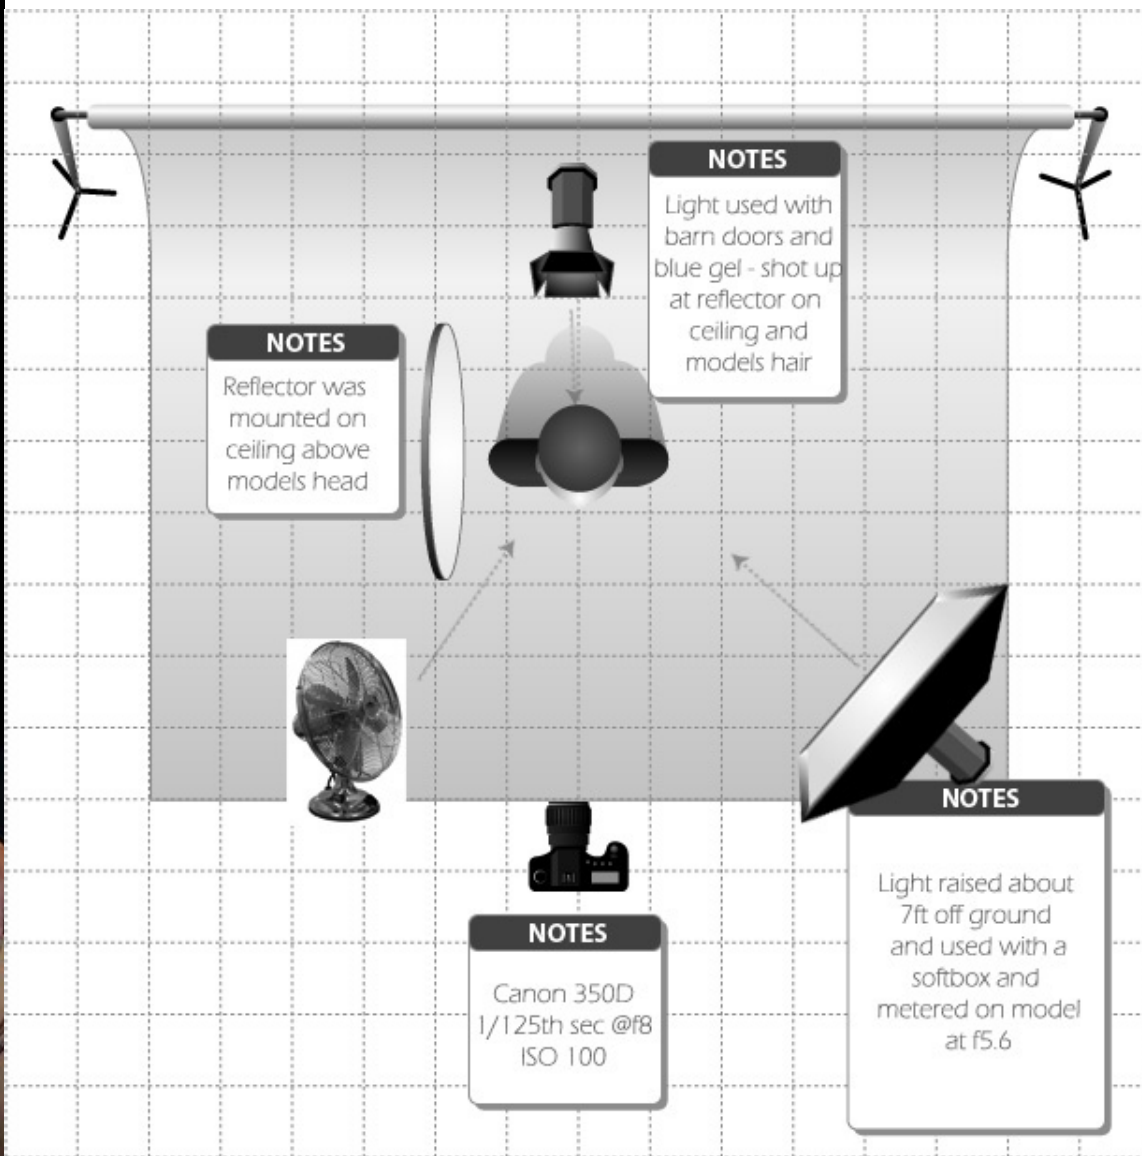 NOTES
Light used with
barn doors and
blue gel - shot up
at reflector on
ceiling and
models hair
NOTES
Reflector was
mounted on
ceiling above
models head
NOTES
Light raised about
7ft off ground
and used with a
softbox and
metered on model
at f5.6
NOTES
Canon 350D
1/125th sec @f8
ISO 100